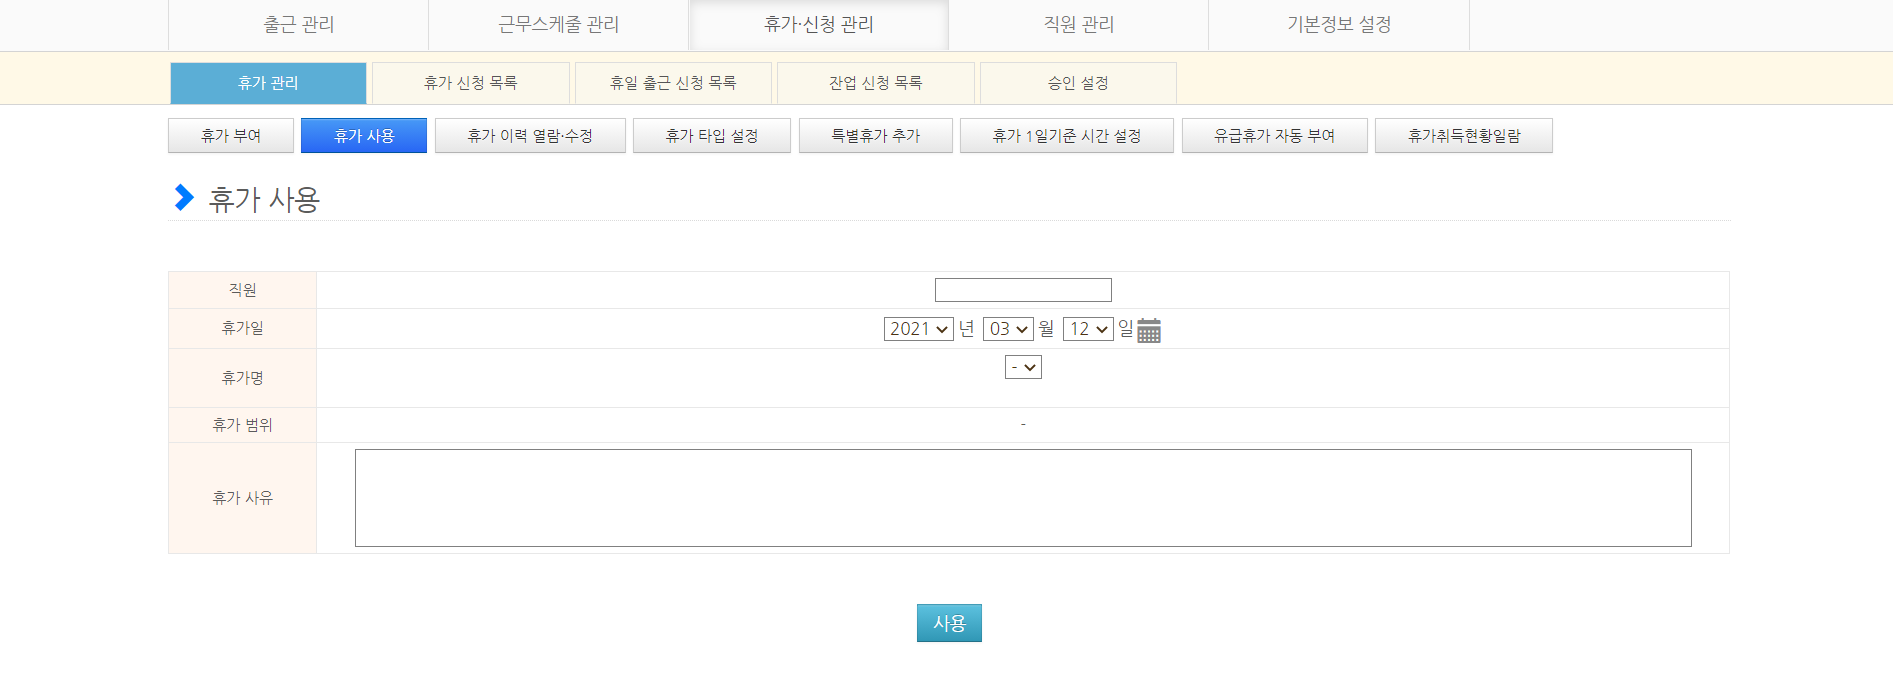 출근 관리 근무스케줄 관리 휴가·신청 관리 직원 관리 기본정보 설정
휴가 관리 휴가 신청 목록 휴일 출근 신청 목록 잔업 신청 목록 승인 설정
휴가 부여 휴가 사용 휴가 이력 열람·수정 휴가 타입 설정 특별휴가 추가 휴가 1일기준 시간 설정 유급휴가 자동 부여 휴가취득현황일람
휴가 사용
직원
휴가일 2021 년 03 월 12 일
휴가명 -
휴가 범위 -
휴가 사유
사용